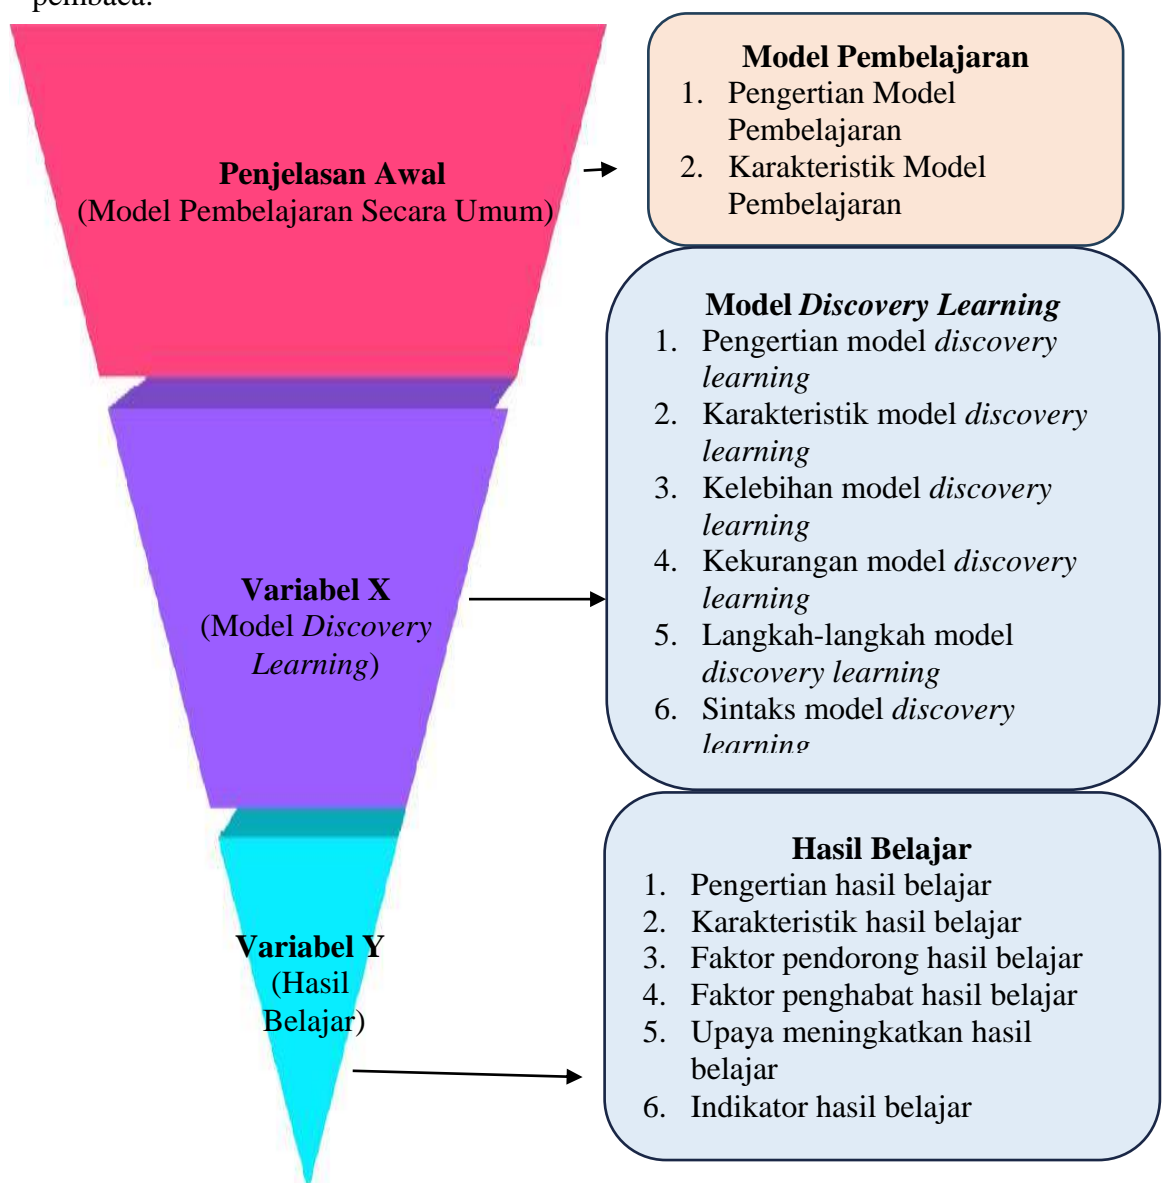 pembaca.
Penjelasan Awal
(Model Pembelajaran Secara Umum)
Model Pembelajaran
1. Pengertian Model
Pembelajaran
2. Karakteristik Model
Pembelajaran
Variabel X
(Model Discovery
Learning)
Model Discovery Learning
1. Pengertian model discovery
learning
2. Karakteristik model discovery
learning
3. Kelebihan model discovery
learning
4. Kekurangan model discovery
learning
5. Langkah-langkah model
discovery learning
6. Sintaks model discovery
learning
Variabel Y
(Hasil
Belajar)
Hasil Belajar
1. Pengertian hasil belajar
2. Karakteristik hasil belajar
3. Faktor pendorong hasil belajar
4. Faktor penghabat hasil belajar
5. Upaya meningkatkan hasil
belajar
6. Indikator hasil belajar